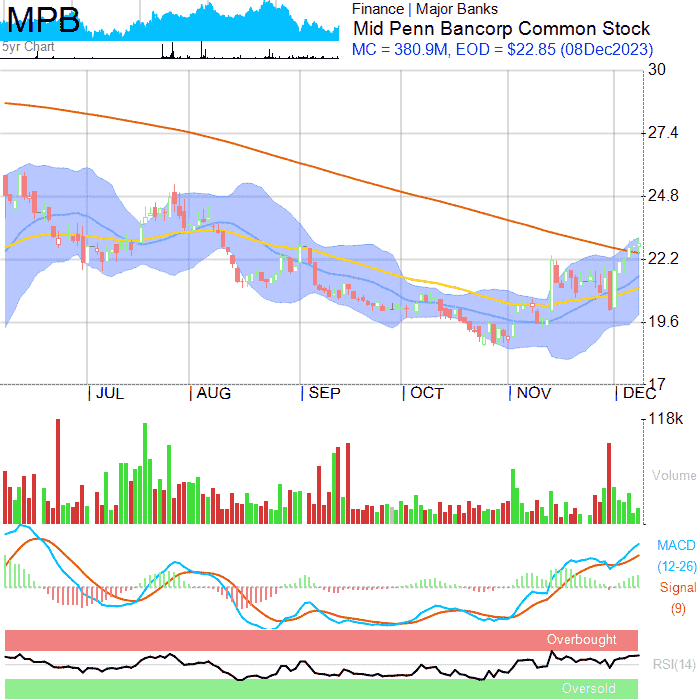 MPB
5yr Chart
Finance | Major Banks
Mid Penn Bancorp Common Stock
MC = 380.9M, EOD = $22.85 (08Dec2023)
30
27.4
24.8
22.2
19.6
17
JUL AUG SEP OCT NOV DEC
118k
Volume
MACD
(12-26)
Signal
(9)
Overbought
RSI(14)
Oversold